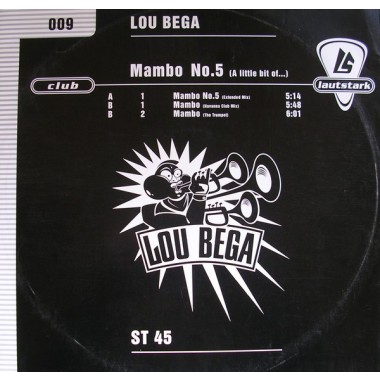 009 LOU BEGA
Mambo No.5 (A little bit of...)
club
LS
lautstark
A 1 Mambo No.5 (Extended Mix) 5:14
B 1 Mambo (Havanna Club Mix) 5:48
B 2 Mambo (The Trumpet) 6:01
LOU BEGA
ST 45